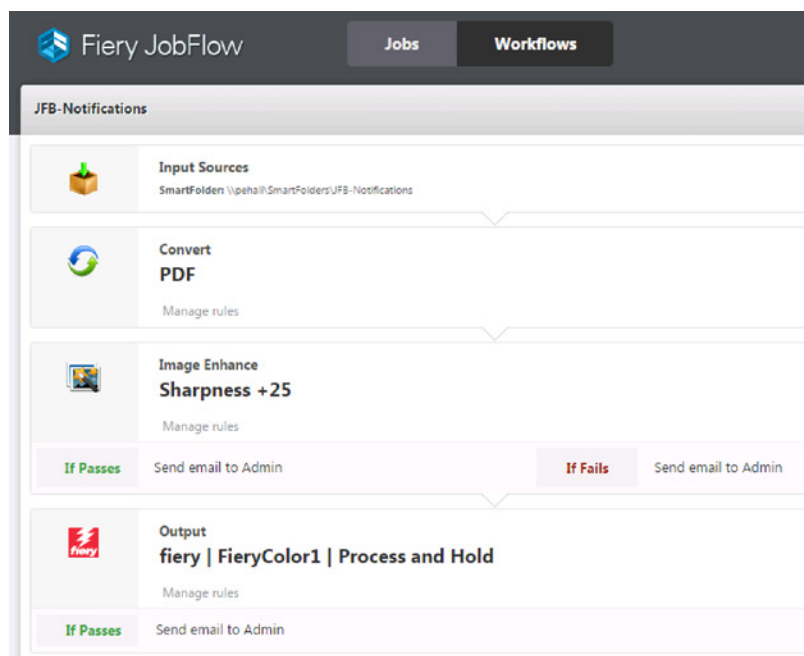 Fiery JobFlow
Jobs
Workflows
JFB-Notifications
Input Sources
SmartFolder: \\pehall\SmartFolders\JFB-Notifications
Convert
PDF
Manage rules
Image Enhance
Sharpness +25
Manage rules
If Passes
Send email to Admin
If Fails
Send email to Admin
Output
fiery
fiery | FieryColor1 | Process and Hold
Manage rules
If Passes
Send email to Admin